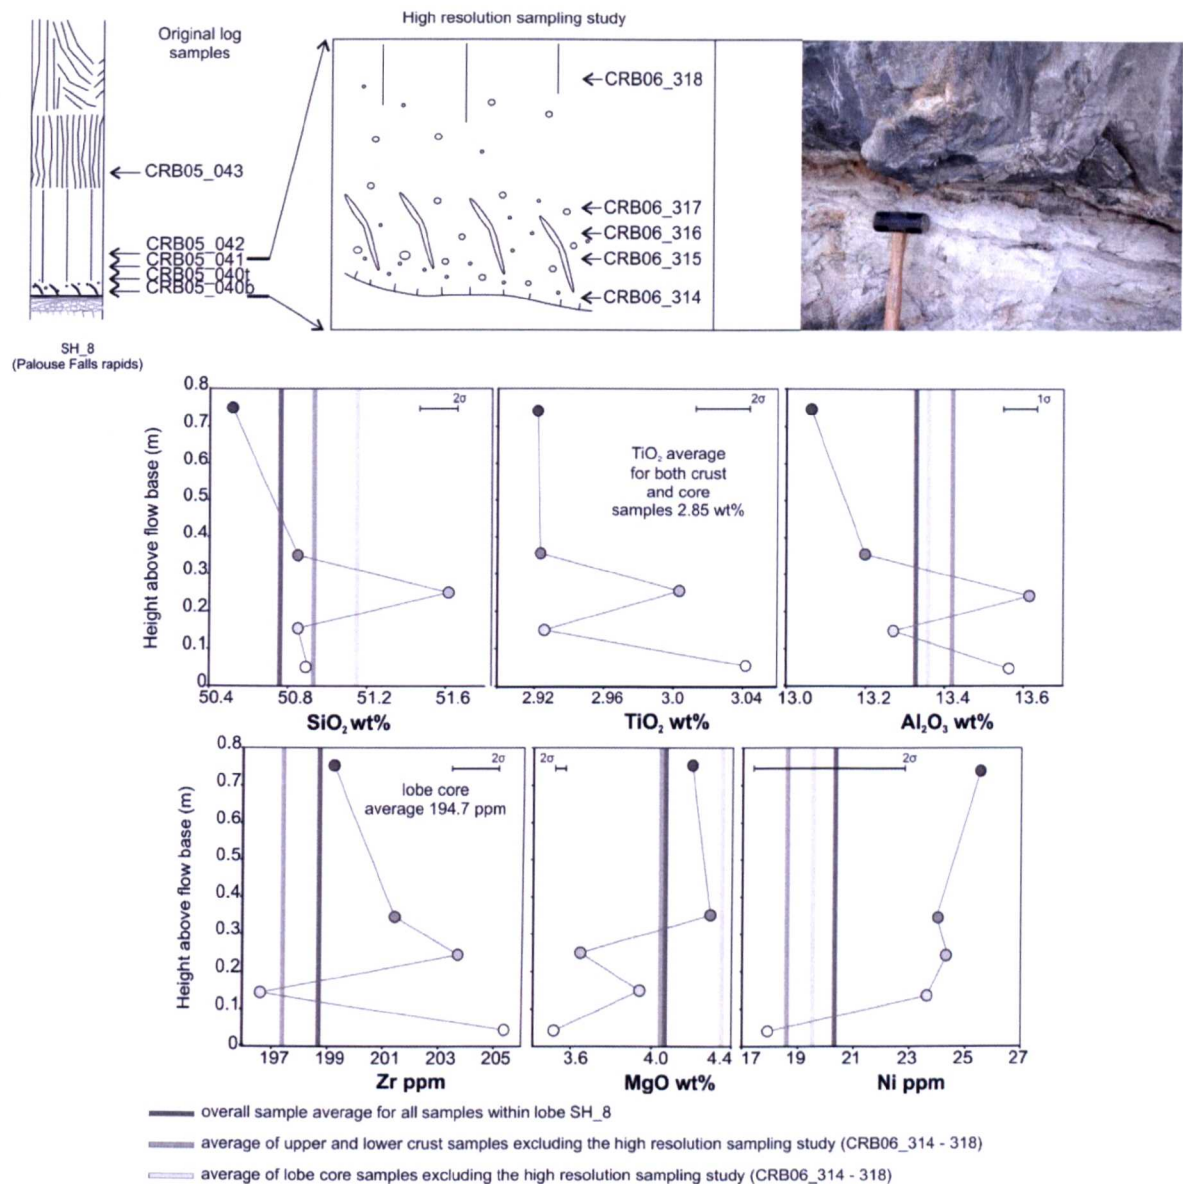 High resolution sampling study
Original log
samples
CRB05_043
CRB05_042
CRB05_041
CRB05_040t
CRB05_040b
SH_8
(Palouse Falls rapids)
CRB06_318
CRB06_317
CRB06_316
CRB06_315
CRB06_314
Height above flow base (m)
0.8
0.7
0.6
0.5
0.4
0.3
0.2
0.1
0
2σ
50.4 50.8 51.2 51.6
SiO₂ wt%
2σ
TiO₂ average
for both crust
and core
samples 2.85 wt%
2.92 2.96 3.0 3.04
TiO₂ wt%
1σ
13.0 13.2 13.4 13.6
Al₂O₃ wt%
Height above flow base (m)
0.8
0.7
0.6
0.5
0.4
0.3
0.2
0.1
0
2σ
lobe core
average 194.7 ppm
197 199 201 203 205
Zr ppm
2σ
3.6 4.0 4.4
MgO wt%
2σ
17 19 21 23 25 27
Ni ppm
overall sample average for all samples within lobe SH_8
average of upper and lower crust samples excluding the high resolution sampling study (CRB06_314 - 318)
average of lobe core samples excluding the high resolution sampling study (CRB06_314 - 318)